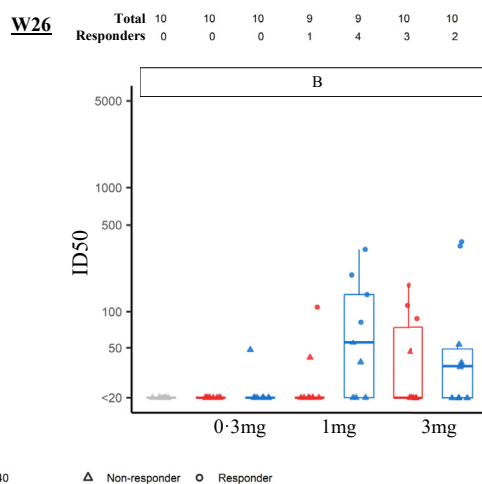 W26
Total 10 10 10 9 9 10 10
Responders 0 0 0 1 4 3 2
B
5000
1000
500
100
50
<20
ID50
0·3mg 1mg 3mg
40 Non-responder Responder